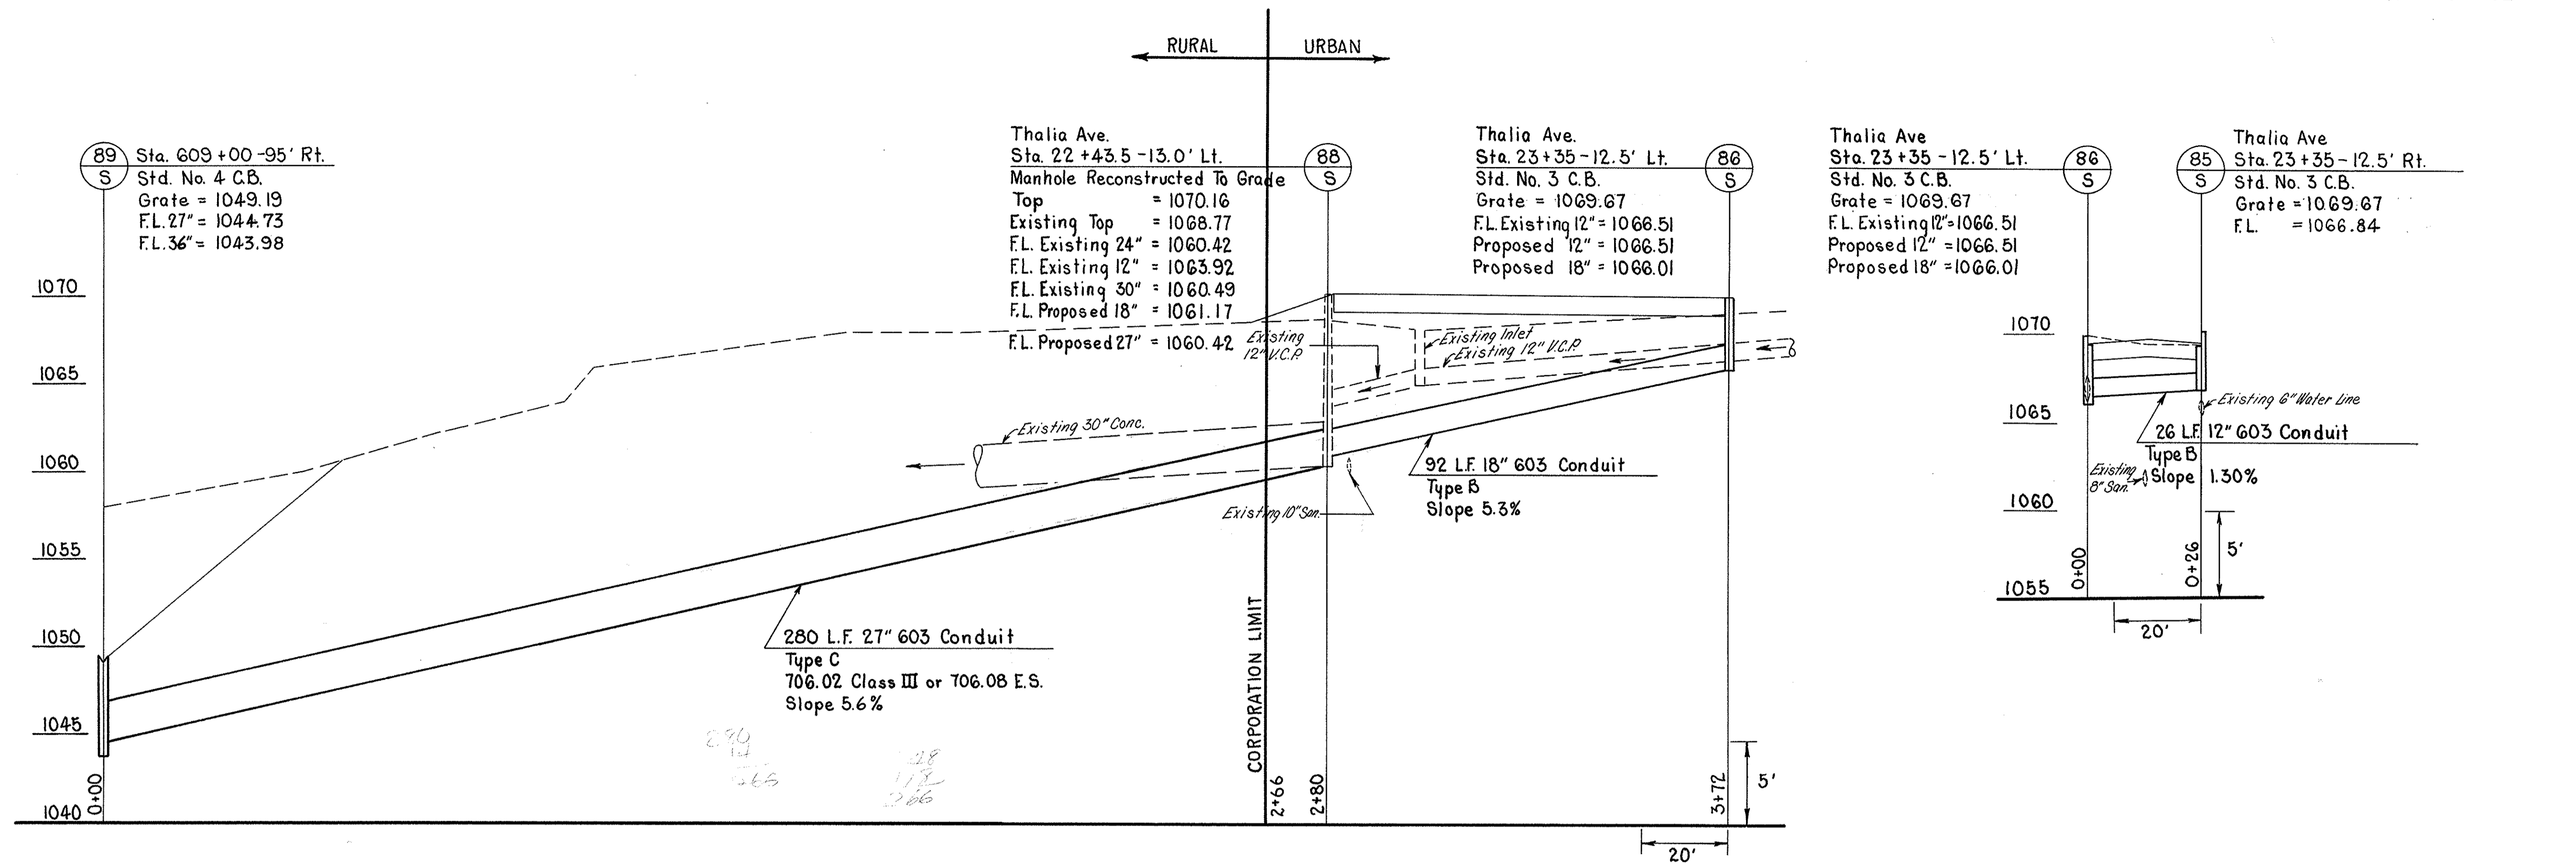 RURAL URBAN
89
S
Sta. 609+00-95' Rt.
Std. No. 4 C.B.
Grate = 1049.19
F.L. 27" = 1044.73
F.L. 36" = 1043.98
Thalia Ave.
Sta. 22+43.5-13.0' Lt.
88
S
Manhole Reconstructed To Grade
Top = 1070.16
Existing Top = 1068.77
F.L. Existing 24" = 1060.42
F.L. Existing 12" = 1063.92
F.L. Existing 30" = 1060.49
F.L. Proposed 18" = 1061.17
F.L. Proposed 27" = 1060.42
Thalia Ave.
Sta. 23+35-12.5' Lt.
86
S
Std. No. 3 C.B.
Grate = 1069.67
F.L. Existing 12" = 1066.51
Proposed 12" = 1066.51
Proposed 18" = 1066.01
Thalia Ave
Sta. 23+35-12.5' Lt.
86
S
Std. No. 3 C.B.
Grate = 1069.67
F.L. Existing 12" = 1066.51
Proposed 12" = 1066.51
Proposed 18" = 1066.01
85
S
Thalia Ave
Sta. 23+35-12.5' Rt.
Std. No. 3 C.B.
Grate = 1069.67
F.L. = 1066.84
1070
1065
1060
1055
1050
1045
1040
Existing
12" V.C.P.
Existing Inlet
Existing 12" V.C.P.
Existing 30" Conc.
Existing 10" San.
92 L.F. 18" 603 Conduit
Type B
Slope 5.3%
280 L.F. 27" 603 Conduit
Type C
706.02 Class III or 706.08 E.S.
Slope 5.6%
CORPORATION LIMIT
0+00
2+66
2+80
3+72
5'
20'
1070
1065
1060
1055
Existing 6" Water Line
26 L.F. 12" 603 Conduit
Type B
Slope 1.30%
Existing
8" San.
0+00
0+26
5'
20'